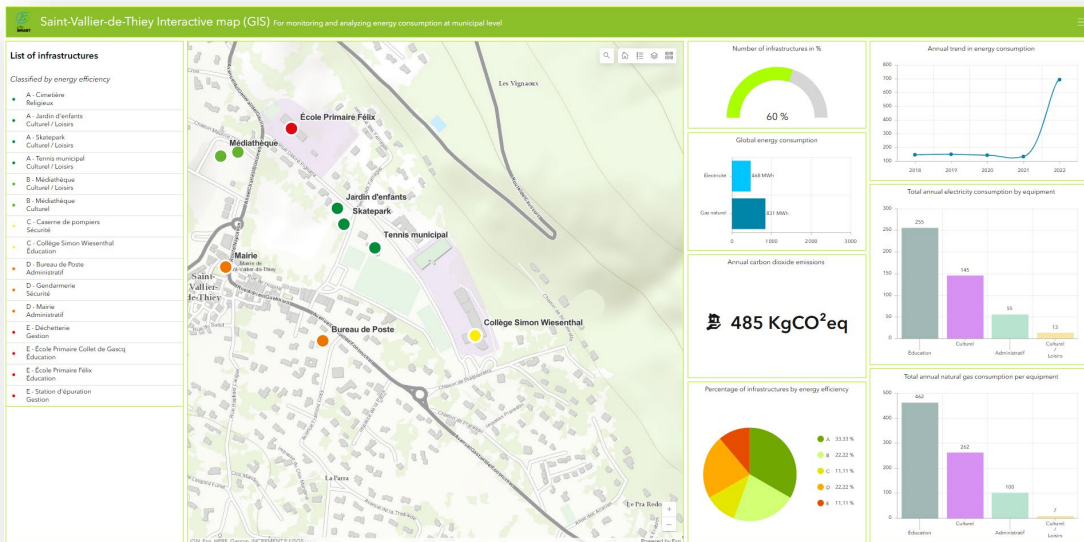 Saint-Vallier-de-Thiey Interactive map (GIS) For monitoring and analyzing energy consumption at municipal level
List of infrastructures
Classified by energy efficiency
A - Cimetière
Religieux
A - Jardin d'enfants
Culturel / Loisirs
A - Skatepark
Culturel / Loisirs
A - Tennis municipal
Culturel / Loisirs
B - Médiathèque
Culturel / Loisirs
B - Médiathèque
Culturel
C - Caserne de pompiers
Sécurité
C - Collège Simon Wiesenthal
Éducation
D - Bureau de Poste
Administratif
D - Gendarmerie
Sécurité
D - Mairie
Administratif
E - Déchetterie
Gestion
E - École Primaire Collet de Gascq
Éducation
E - École Primaire Félix
Éducation
E - Station d'épuration
Gestion
Les Vignaoux
École Primaire Félix
Médiathèque
Jardin d'enfants
Skatepark
Tennis municipal
Mairie
Mairie de
Saint-
Vallier-
de-Thiey
Collège Simon Wiesenthal
Bureau de Poste
La Parra
Le Pra Redo
Number of infrastructures in %
60 %
Global energy consumption
Électricité
468 MWh
Gaz naturel
831 MWh
0 1 000 2 000 3 000
Annual carbon dioxide emissions
485 KgCO²eq
Percentage of infrastructures by energy efficiency
A 33,33 %
B 22,22 %
C 11,11 %
D 22,22 %
E 11,11 %
Annual trend in energy consumption
800
700
600
500
400
300
200
100
2018 2019 2020 2021 2022
Total annual electricity consumption by equipment
300
250
200
150
100
50
0
255
145
55
13
Éducation
Culturel
Administratif
Culturel
/
Loisirs
Total annual natural gas consumption per equipment
500
400
300
200
100
0
462
262
100
7
Éducation
Culturel
Administratif
Culturel
/
Loisirs